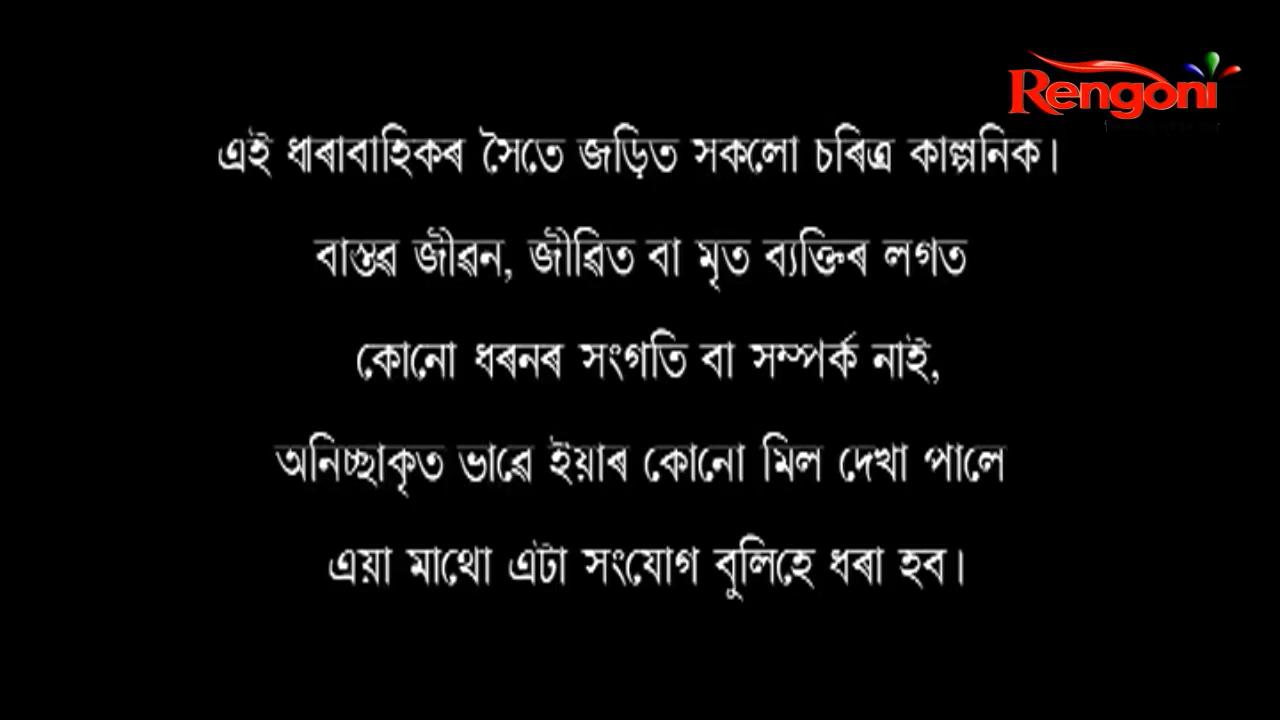 Rengoni
এই ধাৰাবাহিকৰ সৈতে জড়িত সকলো চৰিত্ৰ কাল্পনিক।
বাস্তৱ জীৱন, জীৱিত বা মৃত ব্যক্তিৰ লগত
কোনো ধৰনৰ সংগতি বা সম্পৰ্ক নাই,
অনিচ্ছাকৃত ভাৱে ইয়াৰ কোনো মিল দেখা পালে
এয়া মাথো এটা সংযোগ বুলিহে ধৰা হব।